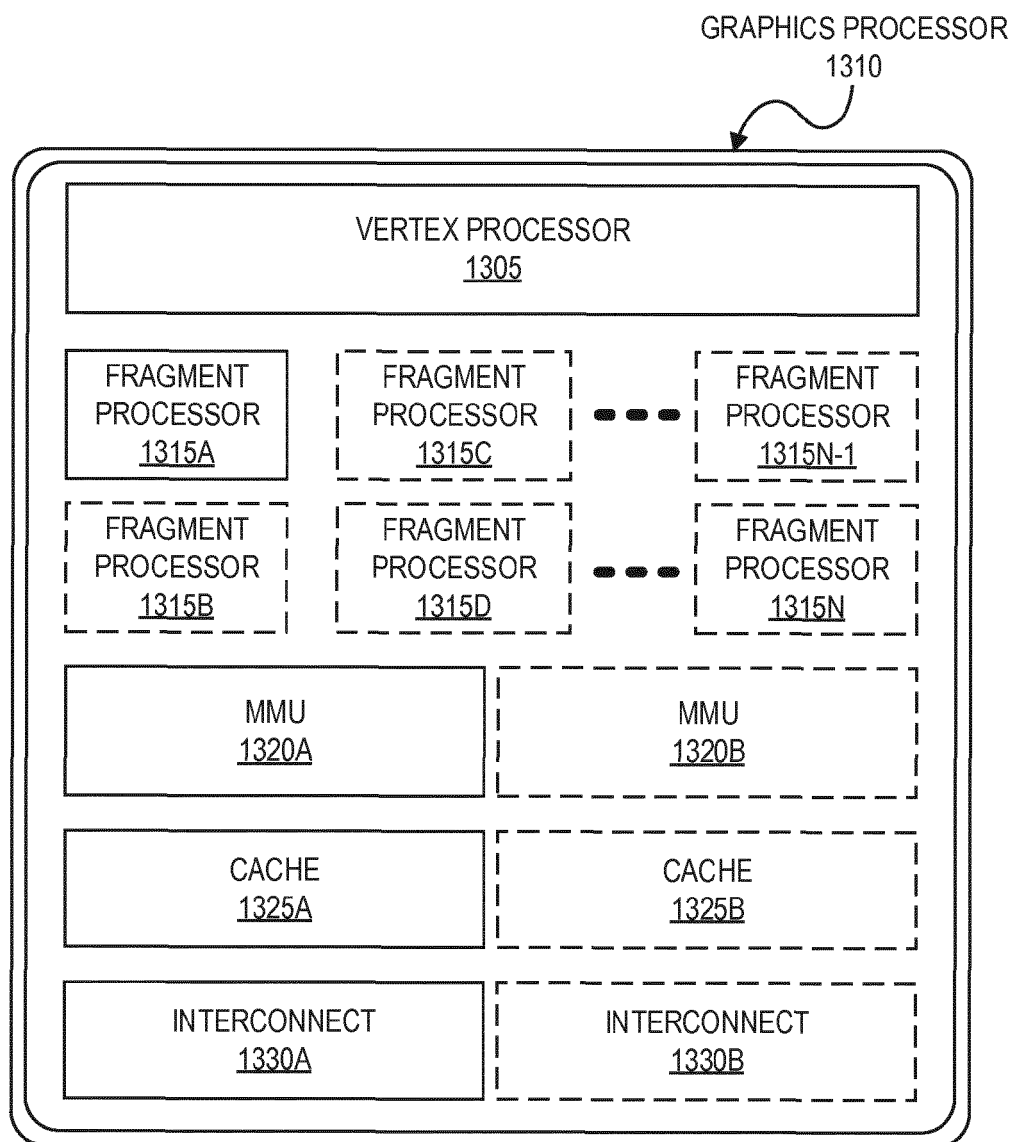 GRAPHICS PROCESSOR
1310
VERTEX PROCESSOR
1305
FRAGMENT
PROCESSOR
1315A
FRAGMENT
PROCESSOR
1315C
FRAGMENT
PROCESSOR
1315N-1
FRAGMENT
PROCESSOR
1315B
FRAGMENT
PROCESSOR
1315D
FRAGMENT
PROCESSOR
1315N
MMU
1320A
MMU
1320B
CACHE
1325A
CACHE
1325B
INTERCONNECT
1330A
INTERCONNECT
1330B